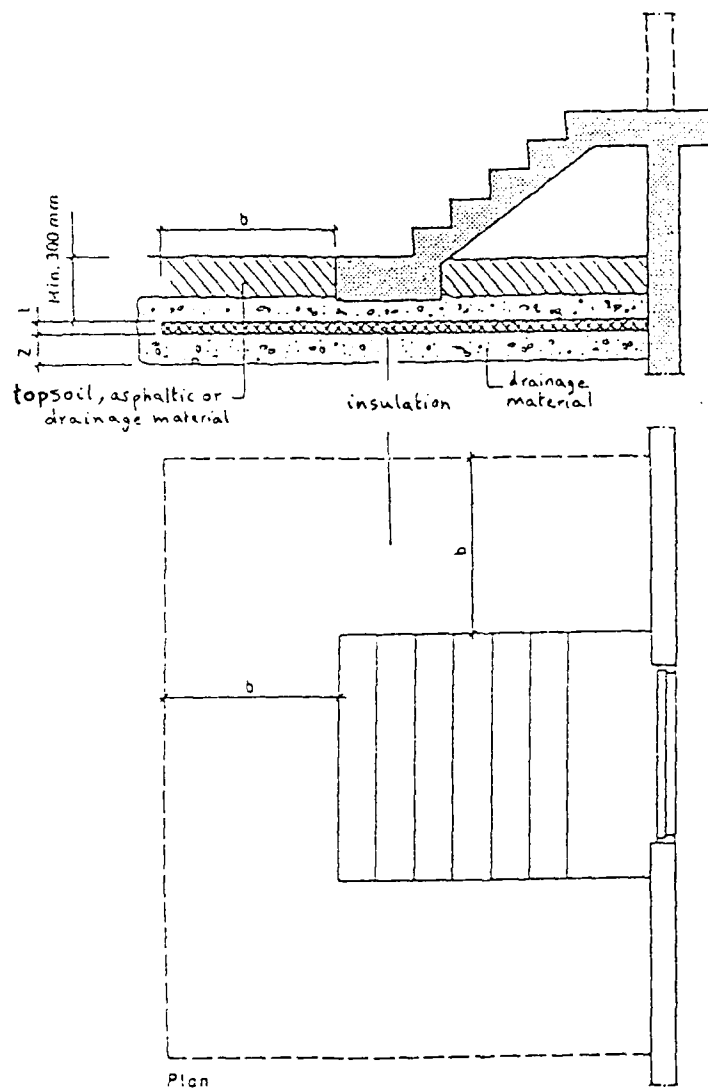 b
Min. 300 mm
1
2
topsoil, asphaltic or
drainage material
insulation
drainage
material
b
b
Plan